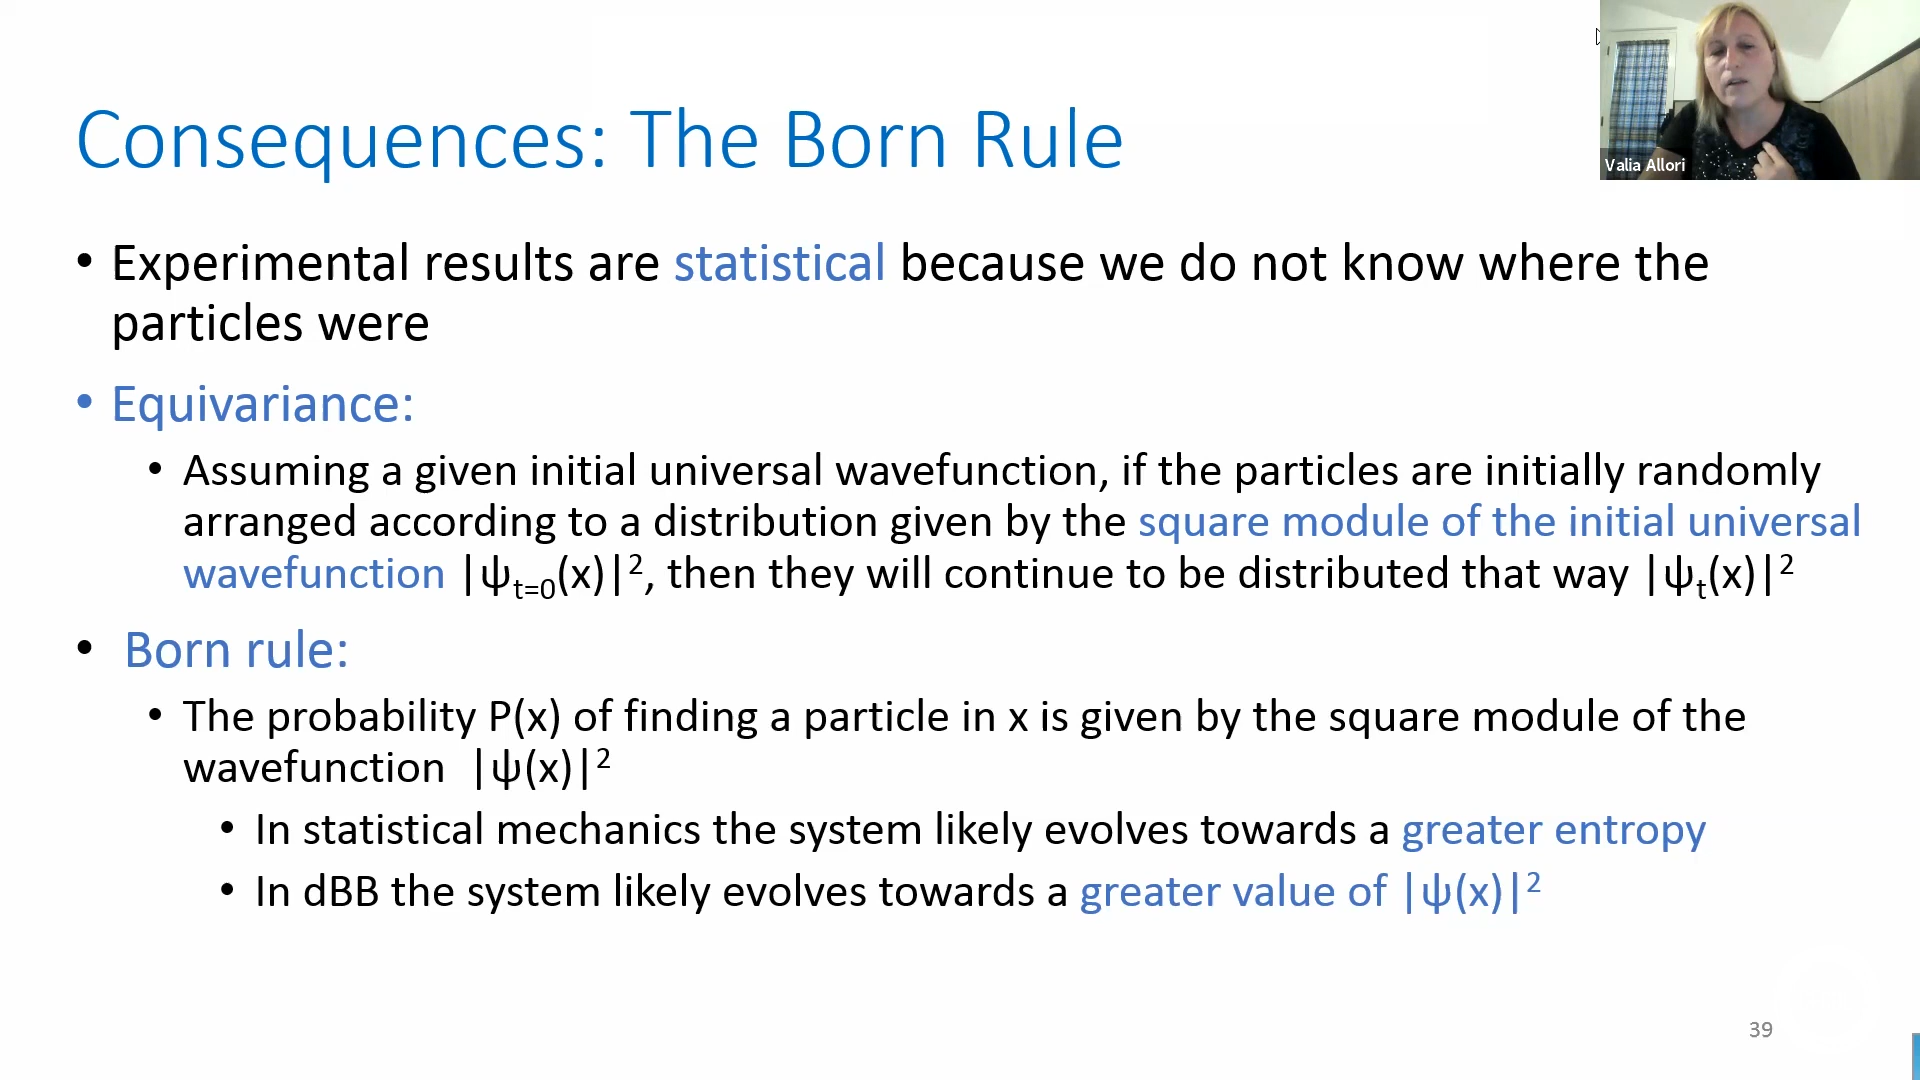 Valia Allori
Consequences: The Born Rule
• Experimental results are statistical because we do not know where the
particles were
• Equivariance:
• Assuming a given initial universal wavefunction, if the particles are initially randomly
arranged according to a distribution given by the square module of the initial universal
wavefunction |ψₜ₌₀(x)|², then they will continue to be distributed that way |ψₜ(x)|²
• Born rule:
• The probability P(x) of finding a particle in x is given by the square module of the
wavefunction |ψ(x)|²
• In statistical mechanics the system likely evolves towards a greater entropy
• In dBB the system likely evolves towards a greater value of |ψ(x)|²
39